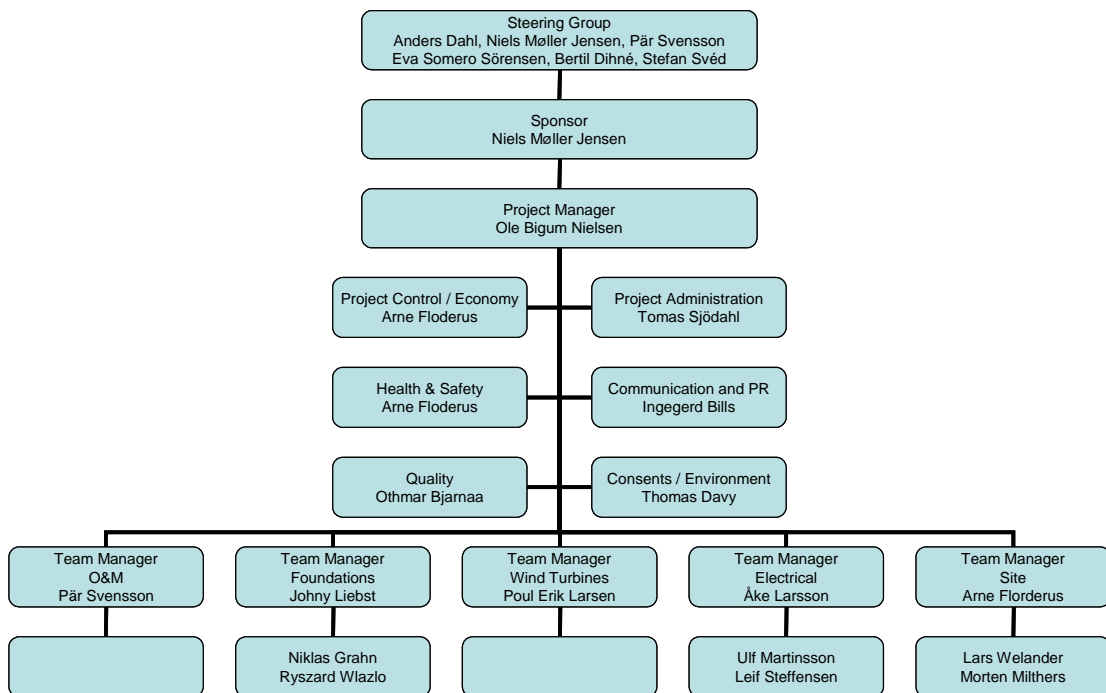 Steering Group
Anders Dahl, Niels Møller Jensen, Pär Svensson
Eva Somero Sörensen, Bertil Dihné, Stefan Svéd
Sponsor
Niels Møller Jensen
Project Manager
Ole Bigum Nielsen
Project Control / Economy
Arne Floderus
Project Administration
Tomas Sjödahl
Health & Safety
Arne Floderus
Communication and PR
Ingegerd Bills
Quality
Othmar Bjarnaa
Consents / Environment
Thomas Davy
Team Manager
O&M
Pär Svensson
Team Manager
Foundations
Johny Liebst
Team Manager
Wind Turbines
Poul Erik Larsen
Team Manager
Electrical
Åke Larsson
Team Manager
Site
Arne Florderus
Niklas Grahn
Ryszard Wlazlo
Ulf Martinsson
Leif Steffensen
Lars Welander
Morten Milthers